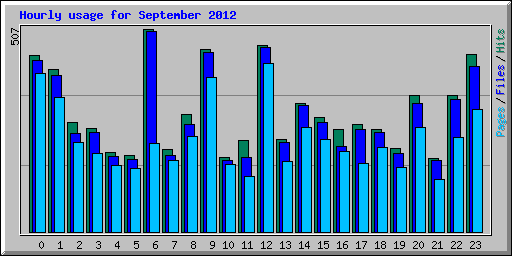 Hourly usage for September 2012
507
Pages/Files/Hits
0 1 2 3 4 5 6 7 8 9 10 11 12 13 14 15 16 17 18 19 20 21 22 23